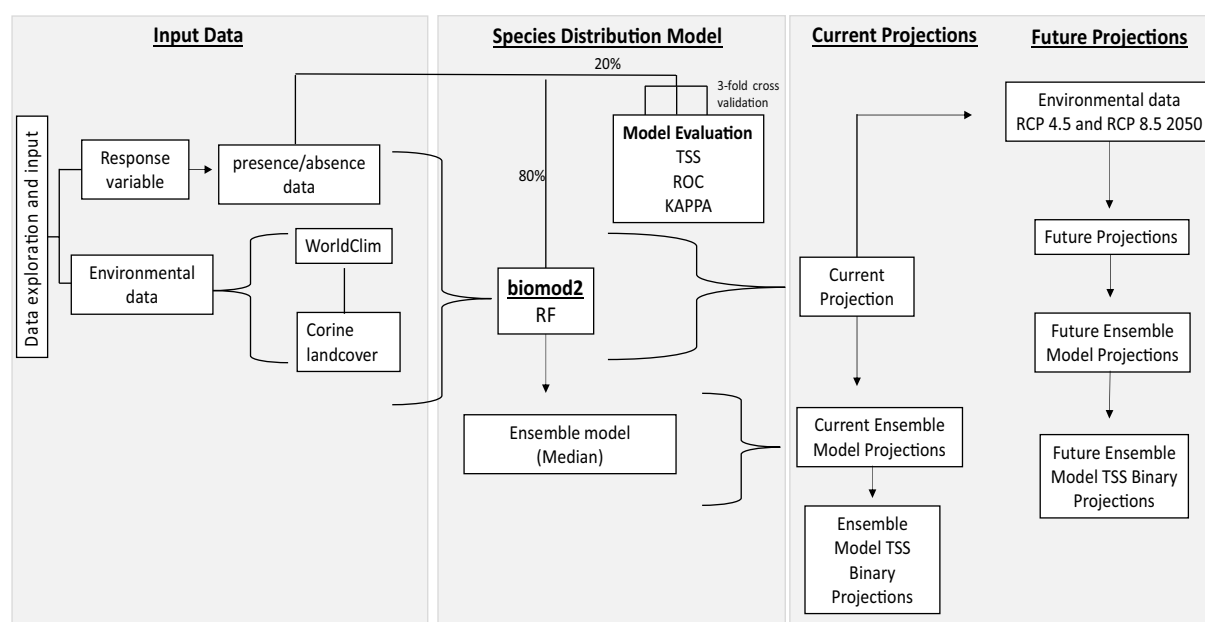 Input Data
Data exploration and input
Response
variable
presence/absence
data
Environmental
data
WorldClim
Corine
landcover
Species Distribution Model
20%
80%
3-fold cross
validation
Model Evaluation
TSS
ROC
KAPPA
biomod2
RF
Ensemble model
(Median)
Current Projections
Current
Projection
Current Ensemble
Model Projections
Ensemble
Model TSS
Binary
Projections
Future Projections
Environmental data
RCP 4.5 and RCP 8.5 2050
Future Projections
Future Ensemble
Model Projections
Future Ensemble
Model TSS Binary
Projections